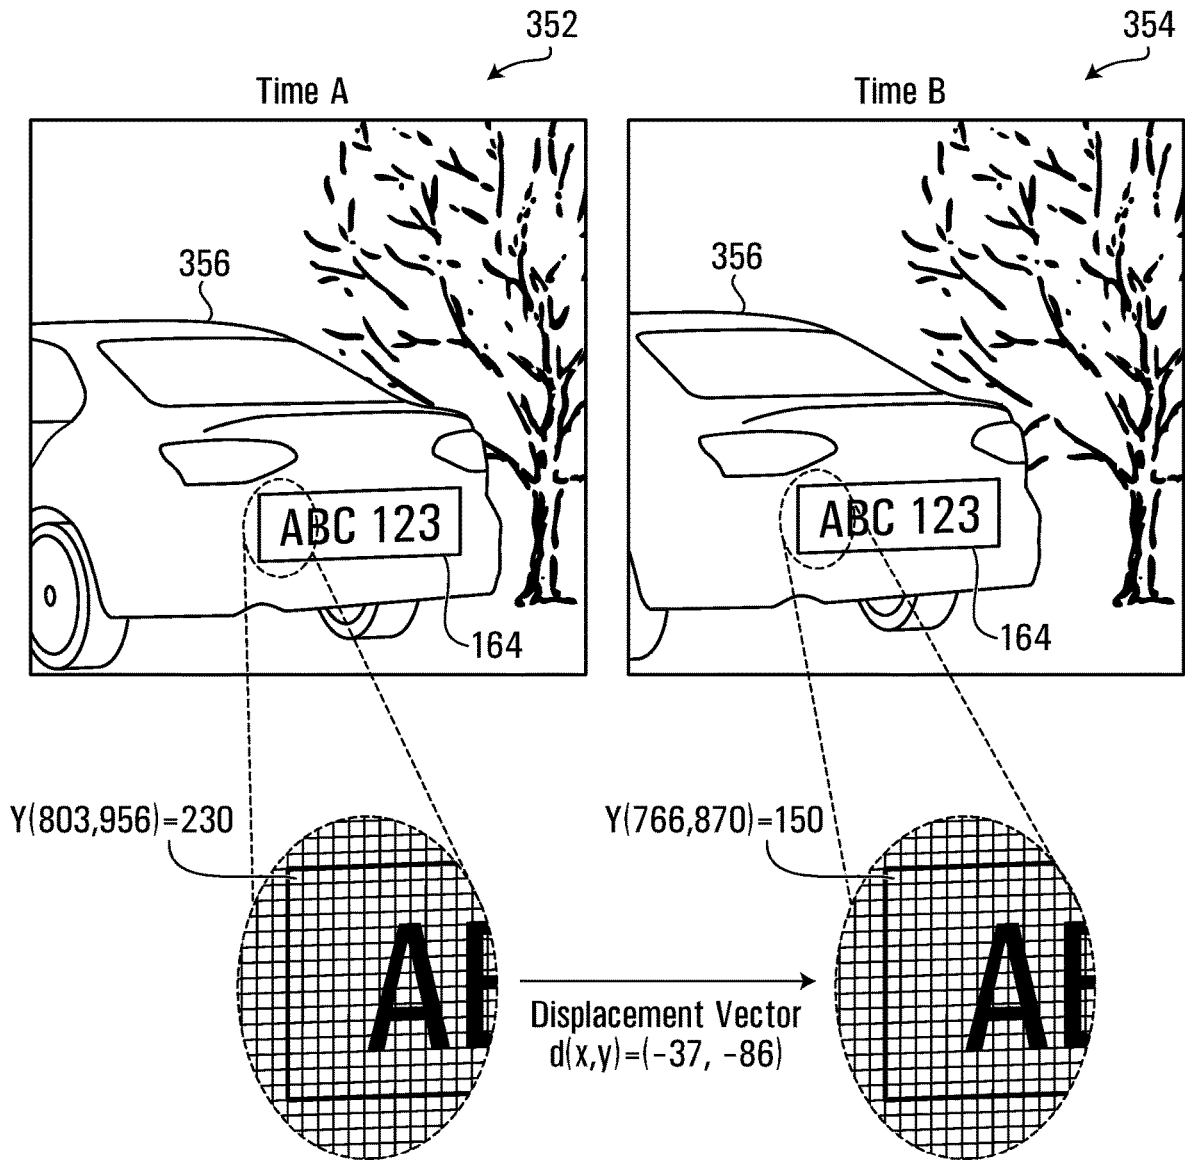 352
354
Time A
Time B
356
356
ABC 123
ABC 123
164
164
Y(803,956)=230
Y(766,870)=150
AB
AB
Displacement Vector
d(x,y)=(-37, -86)